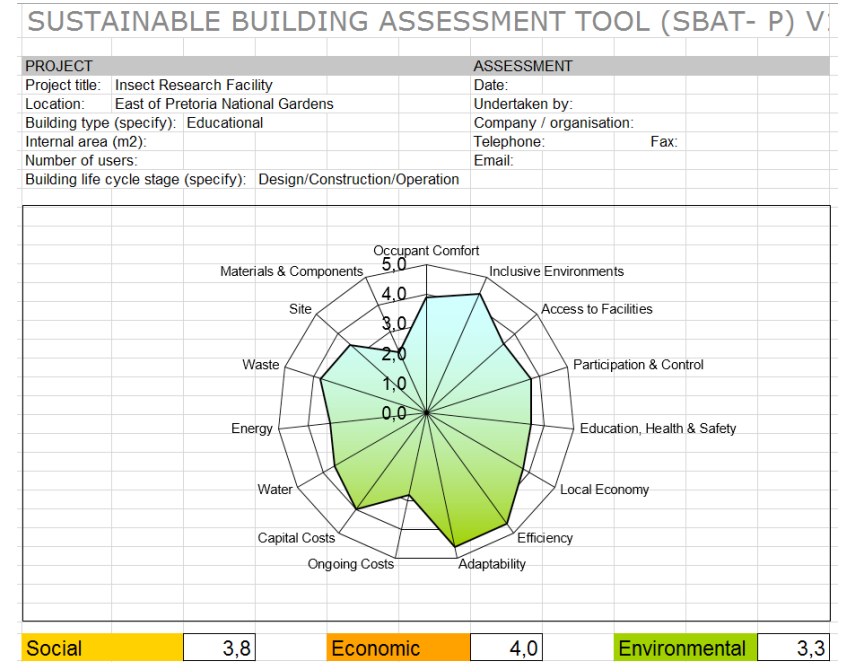 SUSTAINABLE BUILDING ASSESSMENT TOOL (SBAT- P) V
PROJECT ASSESSMENT
Project title: Insect Research Facility Date:
Location: East of Pretoria National Gardens Undertaken by:
Building type (specify): Educational Company / organisation:
Internal area (m2): Telephone: Fax:
Number of users: Email:
Building life cycle stage (specify): Design/Construction/Operation
Occupant Comfort
5,0
Materials & Components Inclusive Environments
4,0
Site Access to Facilities
3,0
2,0
Waste Participation & Control
1,0
0,0
Energy Education, Health & Safety
Water Local Economy
Capital Costs Efficiency
Ongoing Costs Adaptability
Social 3,8 Economic 4,0 Environmental 3,3